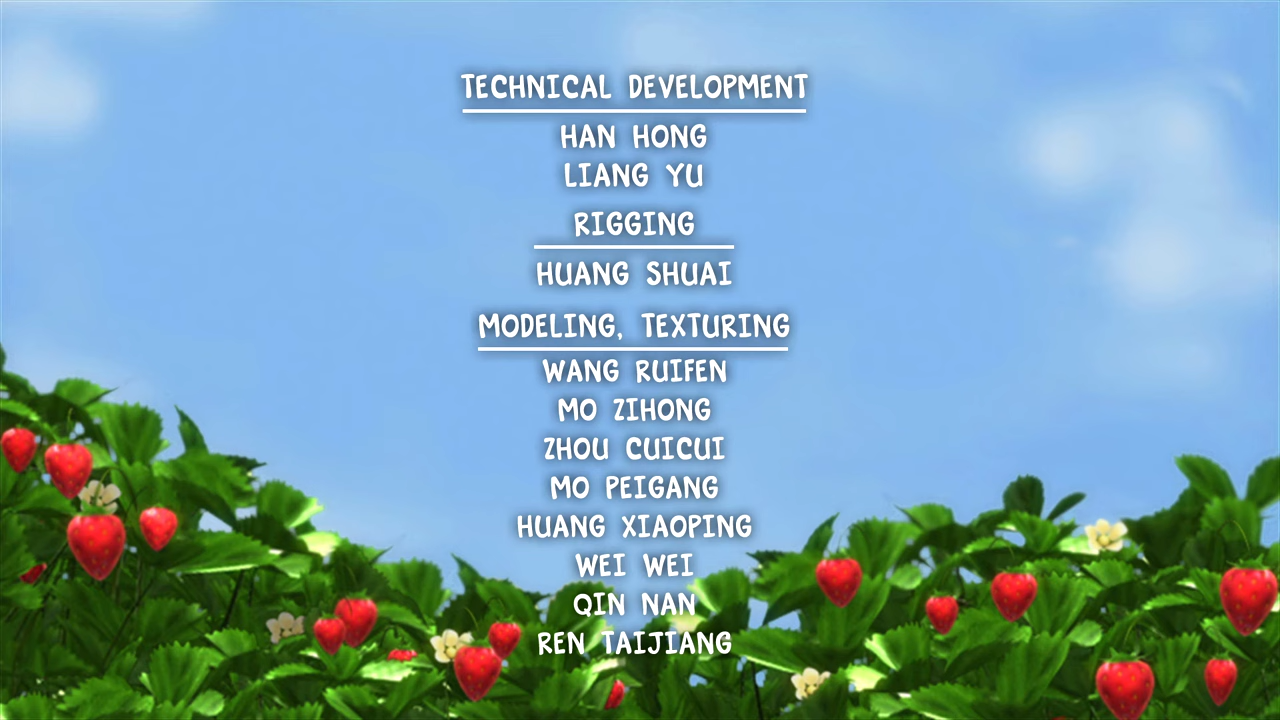 TECHNICAL DEVELOPMENT
HAN HONG
LIANG YU
RIGGING
HUANG SHUAI
MODELING, TEXTURING
WANG RUIFEN
MO ZIHONG
ZHOU CUICUI
MO PEIGANG
HUANG XIAOPING
WEI WEI
QIN NAN
REN TAIJIANG